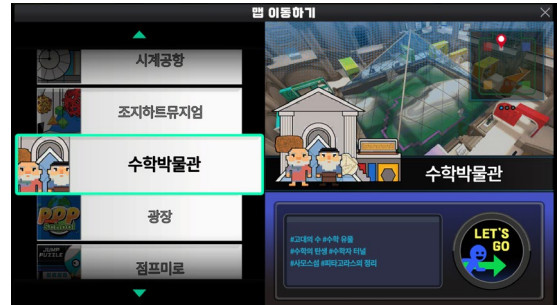 맵 이동하기
시계공항
조지하트뮤지엄
수학박물관
POP
광장
JUMP
PUZZLE
점프미로
수학박물관
#고대의 수 #수학 유물
#수학의 탄생 #수학자 터널
#사모스섬 #피타고라스의 정리
LET'S
GO